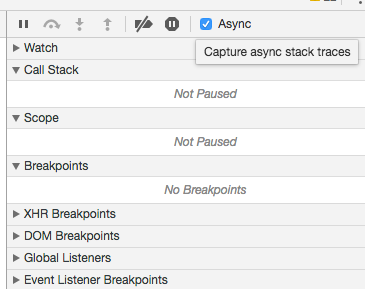 Async
Watch
Capture async stack traces
Call Stack
Not Paused
Scope
Not Paused
Breakpoints
No Breakpoints
XHR Breakpoints
DOM Breakpoints
Global Listeners
Event Listener Breakpoints